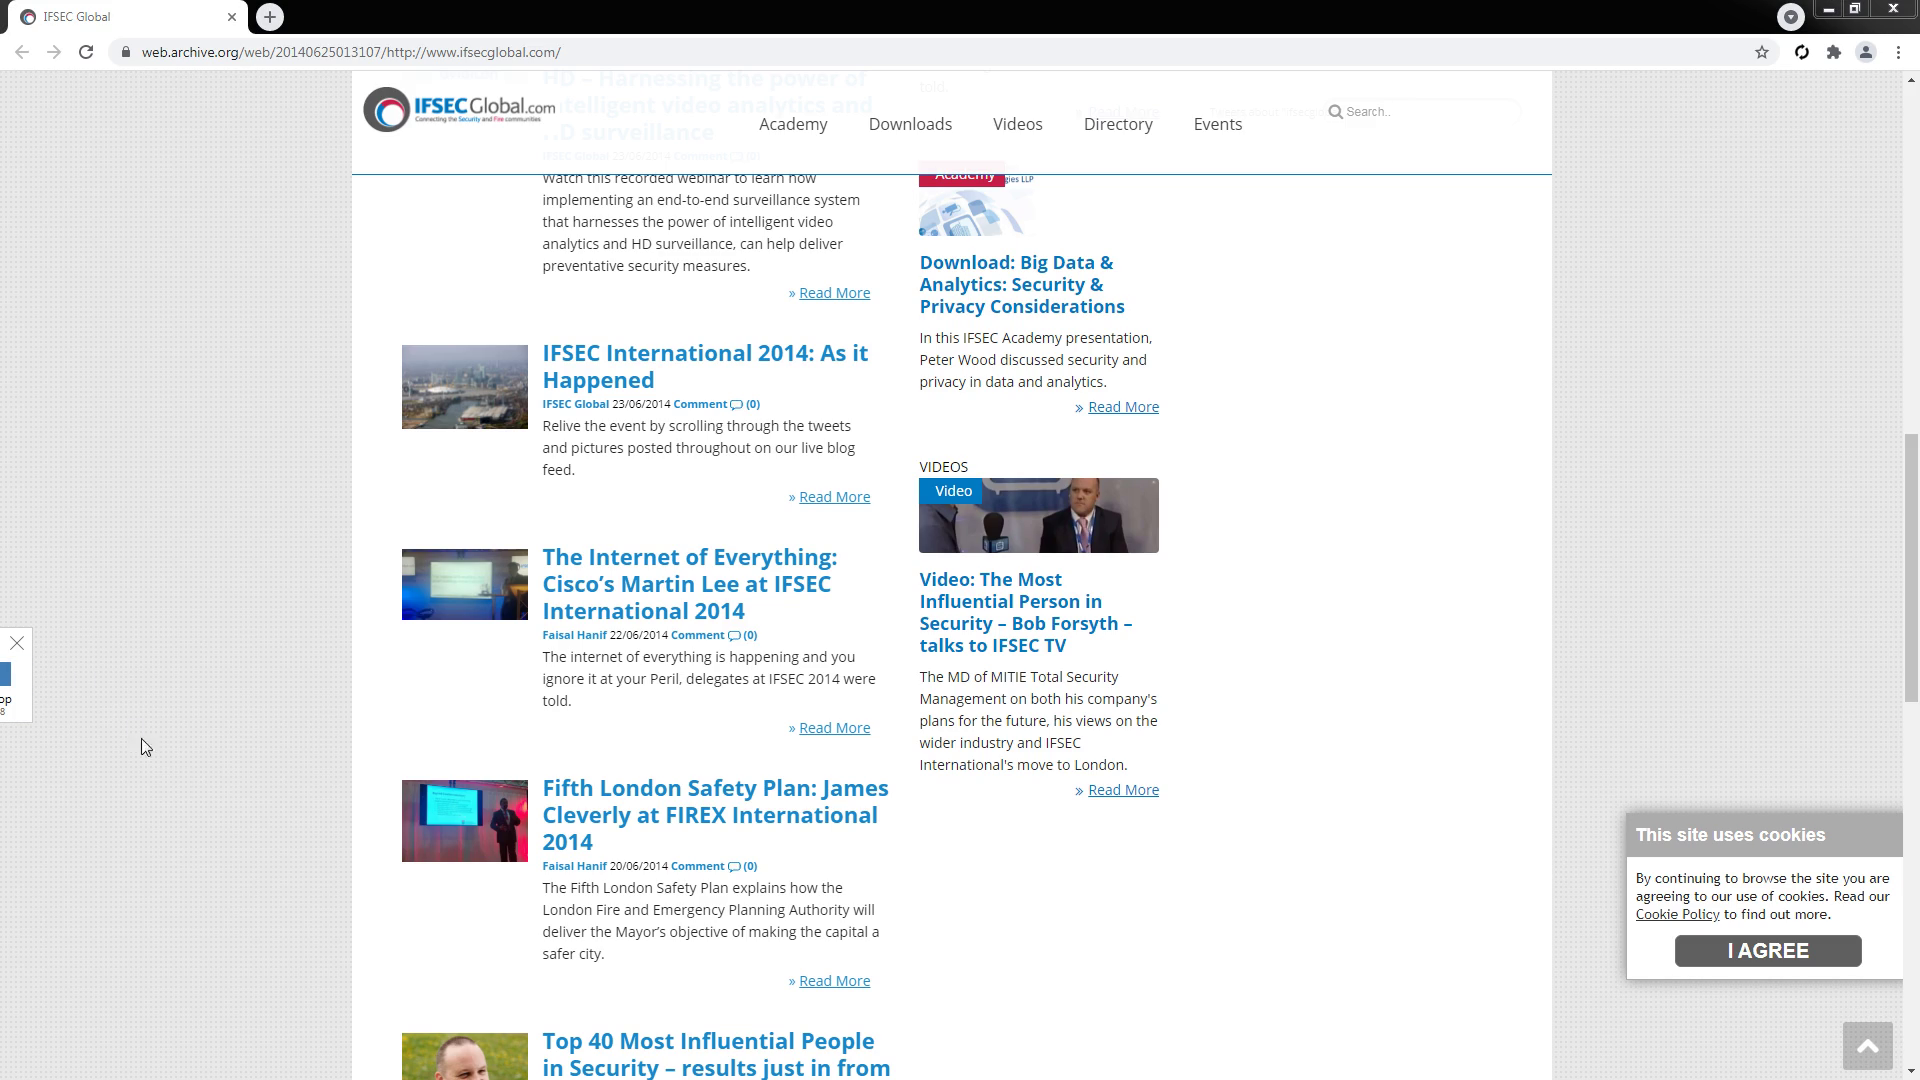 IFSEC Global
web.archive.org/web/20140625013107/http://www.ifsecglobal.com/
IFSECGlobal.com
Connecting the Security and Fire communities
Academy
Downloads
Videos
Directory
Events
Search..
HD – Harnessing the power of
intelligent video analytics and
HD surveillance
IFSEC Global 23/06/2014 Comment (0)
Watch this recorded webinar to learn how
implementing an end-to-end surveillance system
that harnesses the power of intelligent video
analytics and HD surveillance, can help deliver
preventative security measures.
» Read More
IFSEC International 2014: As it
Happened
IFSEC Global 23/06/2014 Comment (0)
Relive the event by scrolling through the tweets
and pictures posted throughout on our live blog
feed.
» Read More
The Internet of Everything:
Cisco’s Martin Lee at IFSEC
International 2014
Faisal Hanif 22/06/2014 Comment (0)
The internet of everything is happening and you
ignore it at your Peril, delegates at IFSEC 2014 were
told.
» Read More
Fifth London Safety Plan: James
Cleverly at FIREX International
2014
Faisal Hanif 20/06/2014 Comment (0)
The Fifth London Safety Plan explains how the
London Fire and Emergency Planning Authority will
deliver the Mayor’s objective of making the capital a
safer city.
» Read More
Top 40 Most Influential People
in Security – results just in from
told.
» Read More
Academy
gies LLP
Download: Big Data &
Analytics: Security &
Privacy Considerations
In this IFSEC Academy presentation,
Peter Wood discussed security and
privacy in data and analytics.
» Read More
VIDEOS
Video
Video: The Most
Influential Person in
Security – Bob Forsyth –
talks to IFSEC TV
The MD of MITIE Total Security
Management on both his company's
plans for the future, his views on the
wider industry and IFSEC
International's move to London.
» Read More
op
8
This site uses cookies
By continuing to browse the site you are
agreeing to our use of cookies. Read our
Cookie Policy to find out more.
I AGREE